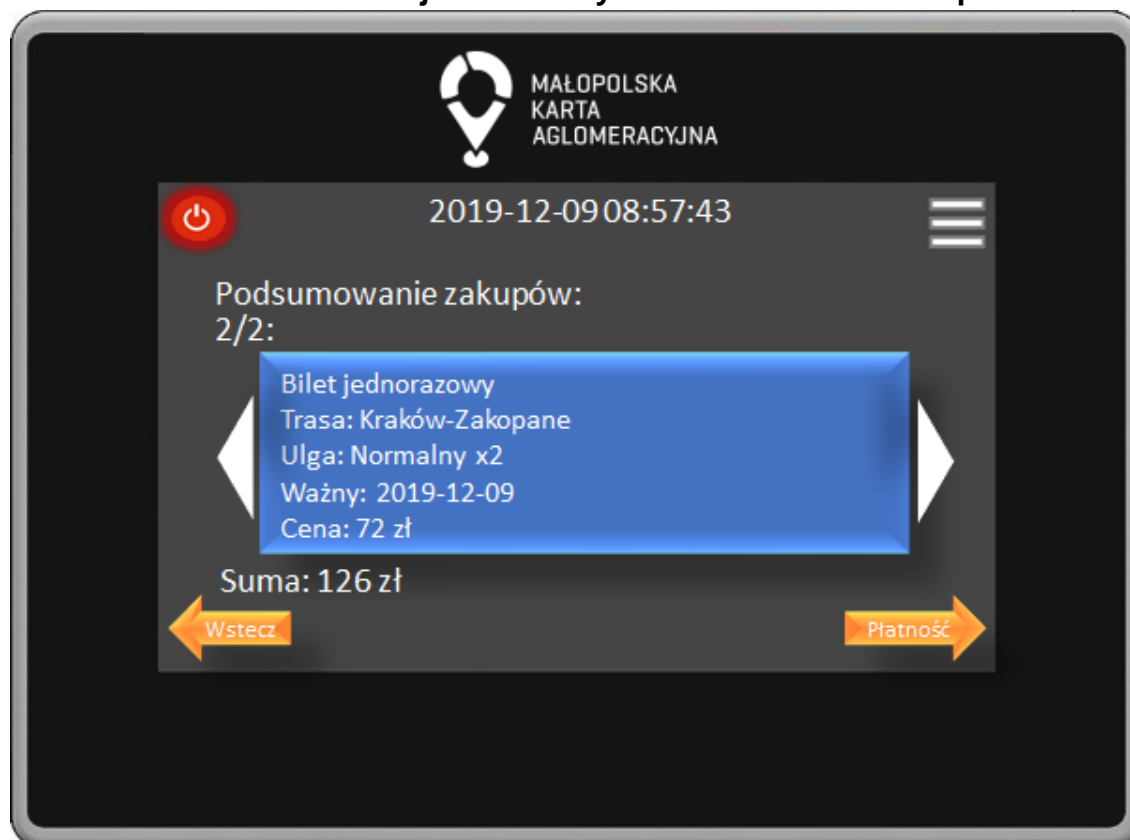 MAŁOPOLSKA
KARTA
AGLOMERACYJNA
2019-12-09 08:57:43
Podsumowanie zakupów:
2/2:
Bilet jednorazowy
Trasa: Kraków-Zakopane
Ulga: Normalny x2
Ważny: 2019-12-09
Cena: 72 zł
Suma: 126 zł
Wstecz
Płatność